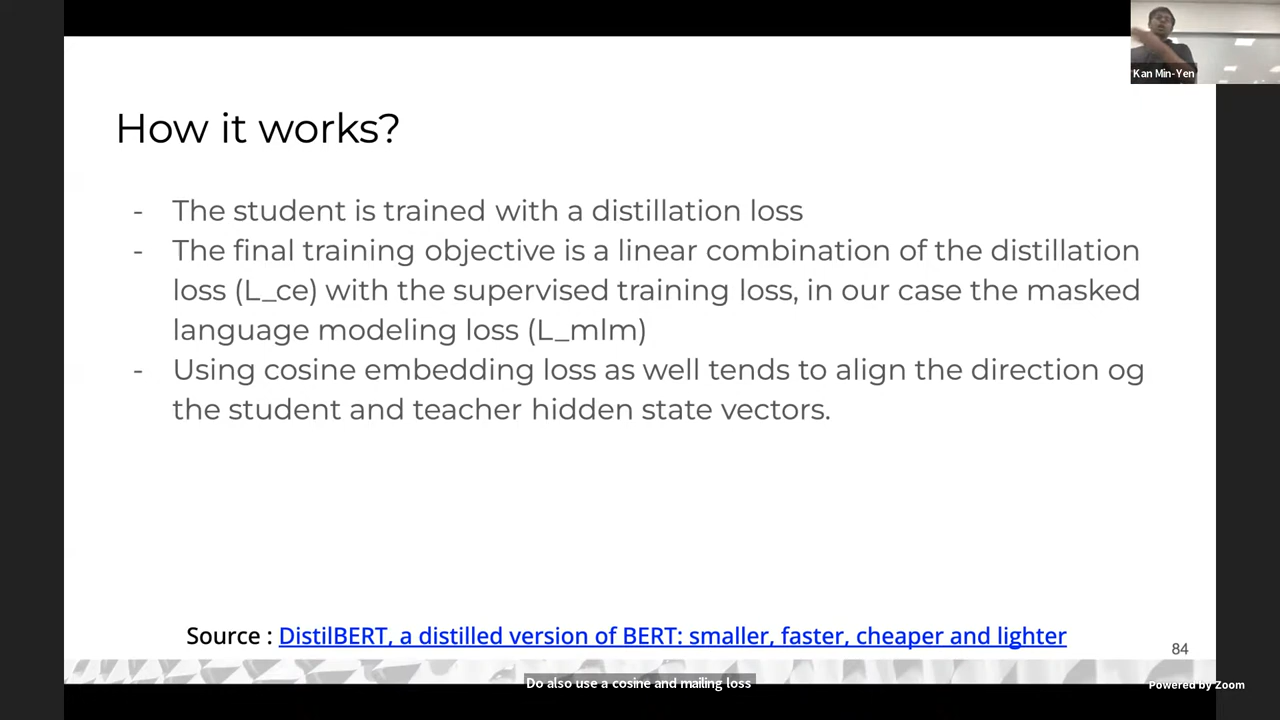 Kan Min-Yen
How it works?
- The student is trained with a distillation loss
- The final training objective is a linear combination of the distillation
loss (L_ce) with the supervised training loss, in our case the masked
language modeling loss (L_mlm)
- Using cosine embedding loss as well tends to align the direction og
the student and teacher hidden state vectors.
Source : DistilBERT, a distilled version of BERT: smaller, faster, cheaper and lighter
84
Do also use a cosine and mailing loss
Powered by Zoom